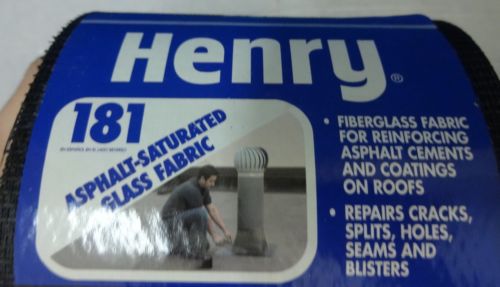 Henry®
181
ASPHALT-SATURATED
GLASS FABRIC
• FIBERGLASS FABRIC
FOR REINFORCING
ASPHALT CEMENTS
AND COATINGS
ON ROOFS
• REPAIRS CRACKS,
SPLITS, HOLES,
SEAMS AND
BLISTERS